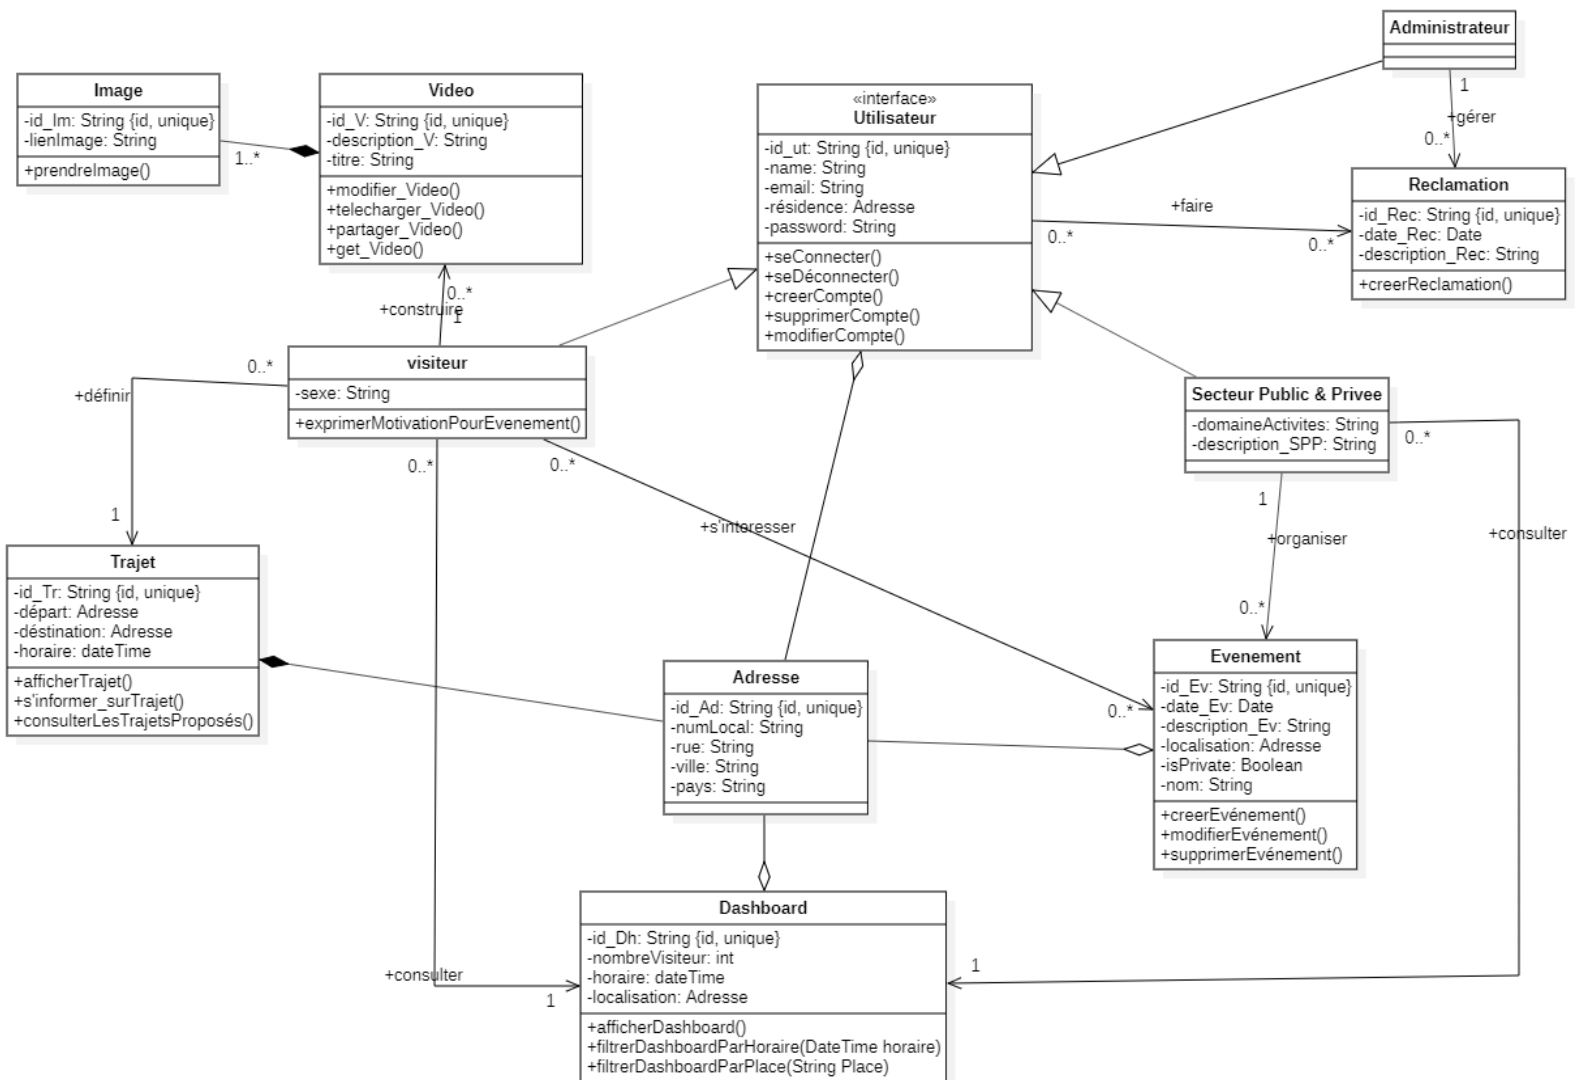 Administrateur
1
+gérer
0..*
Image
-id_Im: String {id, unique}
-lienImage: String
+prendreImage()
1..*
Video
-id_V: String {id, unique}
-description_V: String
-titre: String
+modifier_Video()
+telecharger_Video()
+partager_Video()
+get_Video()
0..*
+construire
1
«interface»
Utilisateur
-id_ut: String {id, unique}
-name: String
-email: String
-résidence: Adresse
-password: String
+seConnecter()
+seDéconnecter()
+creerCompte()
+supprimerCompte()
+modifierCompte()
+faire
0..*
0..*
Reclamation
-id_Rec: String {id, unique}
-date_Rec: Date
-description_Rec: String
+creerReclamation()
visiteur
-sexe: String
+exprimerMotivationPourEvenement()
0..*
+définir
1
0..*
0..*
+s'interesser
0..*
Secteur Public & Privee
-domaineActivites: String
-description_SPP: String
0..*
1
+organiser
0..*
+consulter
1
Trajet
-id_Tr: String {id, unique}
-départ: Adresse
-déstination: Adresse
-horaire: dateTime
+afficherTrajet()
+s'informer_surTrajet()
+consulterLesTrajetsProposés()
Adresse
-id_Ad: String {id, unique}
-numLocal: String
-rue: String
-ville: String
-pays: String
Evenement
-id_Ev: String {id, unique}
-date_Ev: Date
-description_Ev: String
-localisation: Adresse
-isPrivate: Boolean
-nom: String
+creerEvénement()
+modifierEvénement()
+supprimerEvénement()
+consulter
1
Dashboard
-id_Dh: String {id, unique}
-nombreVisiteur: int
-horaire: dateTime
-localisation: Adresse
+afficherDashboard()
+filtrerDashboardParHoraire(DateTime horaire)
+filtrerDashboardParPlace(String Place)